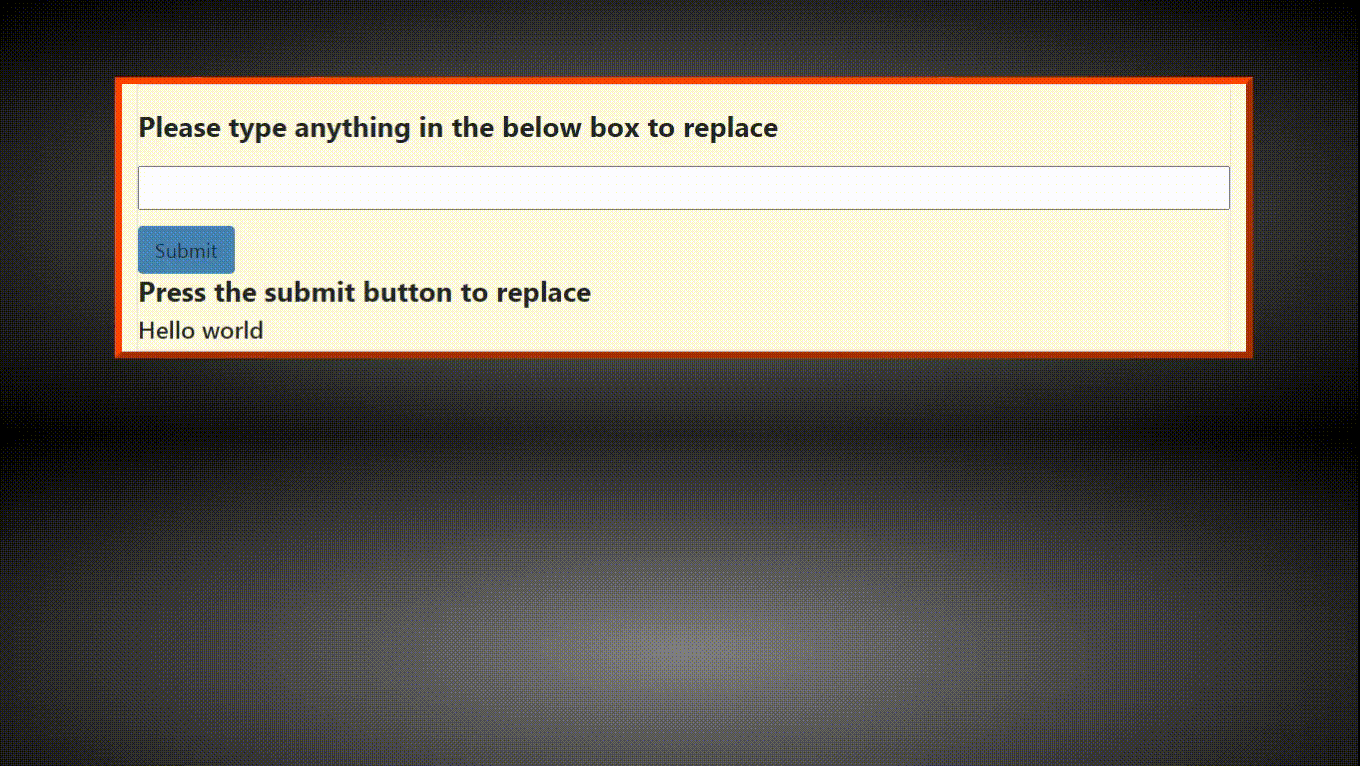 Please type anything in the below box to replace
Submit
Press the submit button to replace
Hello world